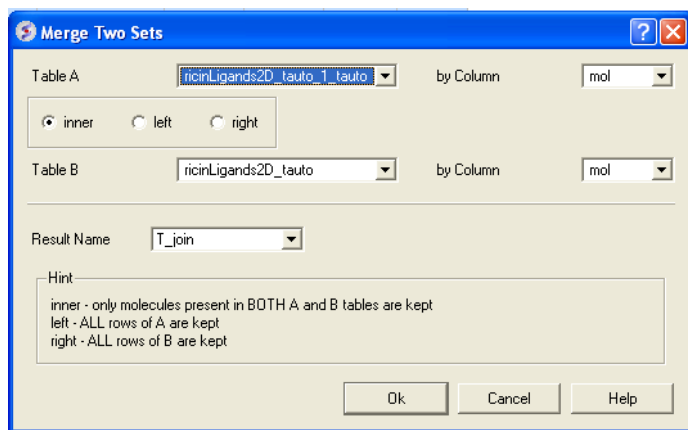 Merge Two Sets
Table A ricinLigands2D_tauto_1_tauto by Column mol
inner left right
Table B ricinLigands2D_tauto by Column mol
Result Name T_join
Hint
inner - only molecules present in BOTH A and B tables are kept
left - ALL rows of A are kept
right - ALL rows of B are kept
Ok Cancel Help